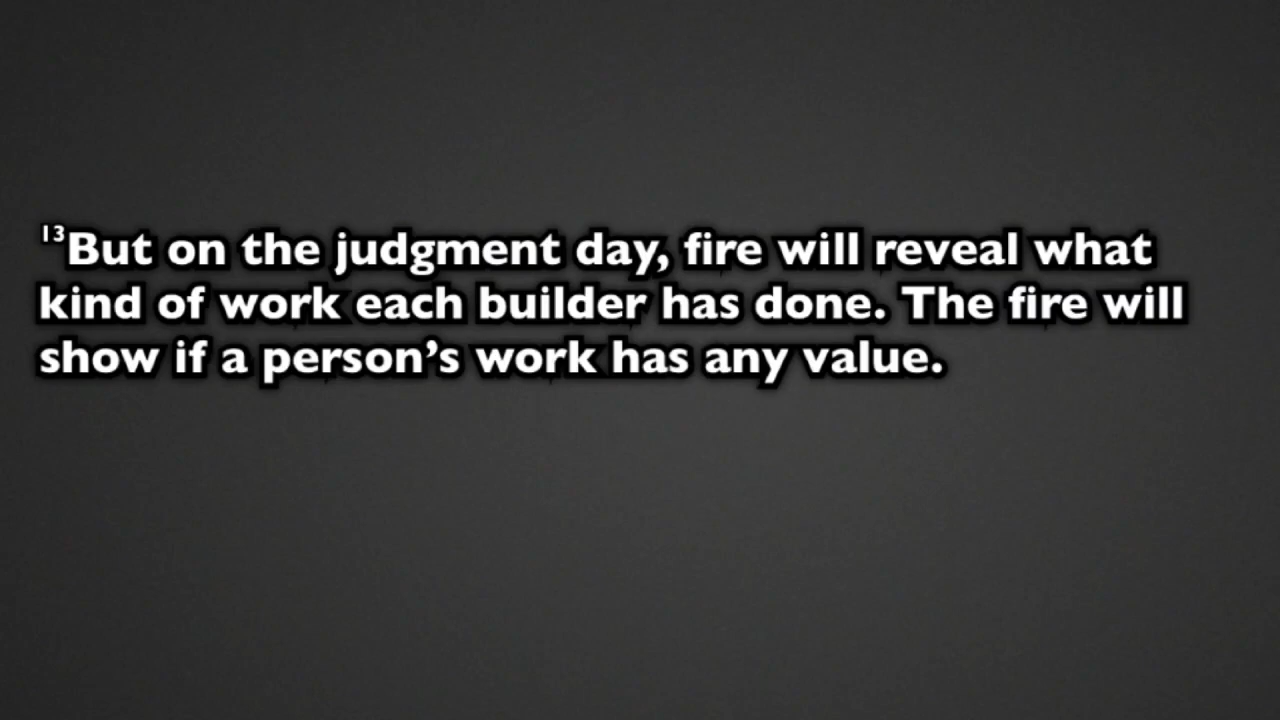 13But on the judgment day, fire will reveal what
kind of work each builder has done. The fire will
show if a person’s work has any value.